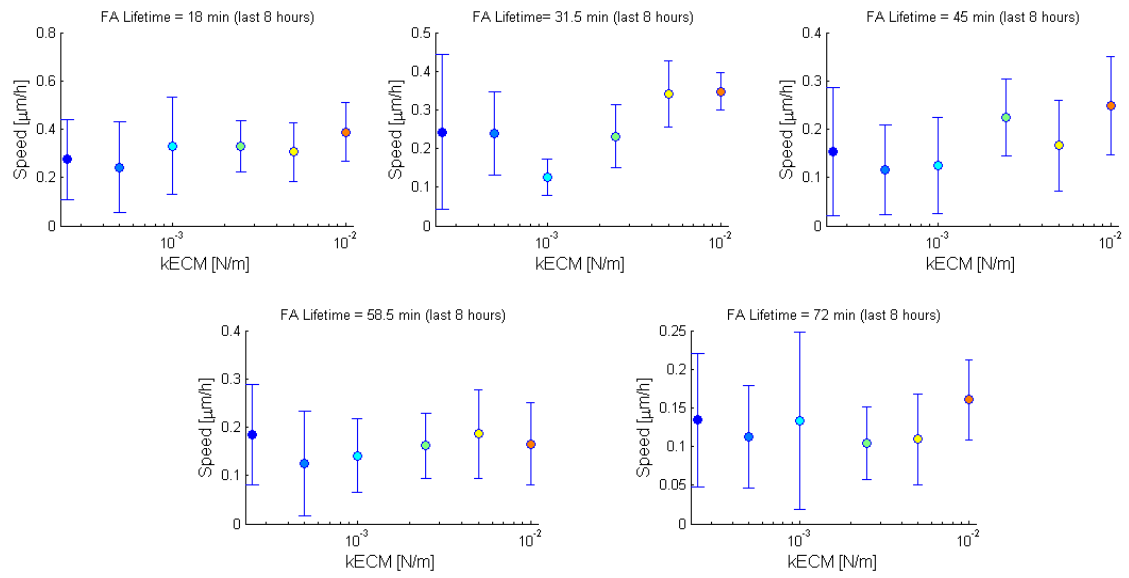 FA Lifetime = 18 min (last 8 hours)
0.8
0.6
0.4
0.2
0
Speed [μm/h]
10⁻³
10⁻²
kECM [N/m]
FA Lifetime= 31.5 min (last 8 hours)
0.5
0.4
0.3
0.2
0.1
0
Speed [μm/h]
10⁻³
10⁻²
kECM [N/m]
FA Lifetime = 45 min (last 8 hours)
0.4
0.3
0.2
0.1
0
Speed [μm/h]
10⁻³
10⁻²
kECM [N/m]
FA Lifetime = 58.5 min (last 8 hours)
0.4
0.3
0.2
0.1
0
Speed [μm/h]
10⁻³
10⁻²
kECM [N/m]
FA Lifetime = 72 min (last 8 hours)
0.25
0.2
0.15
0.1
0.05
0
Speed [μm/h]
10⁻³
10⁻²
kECM [N/m]